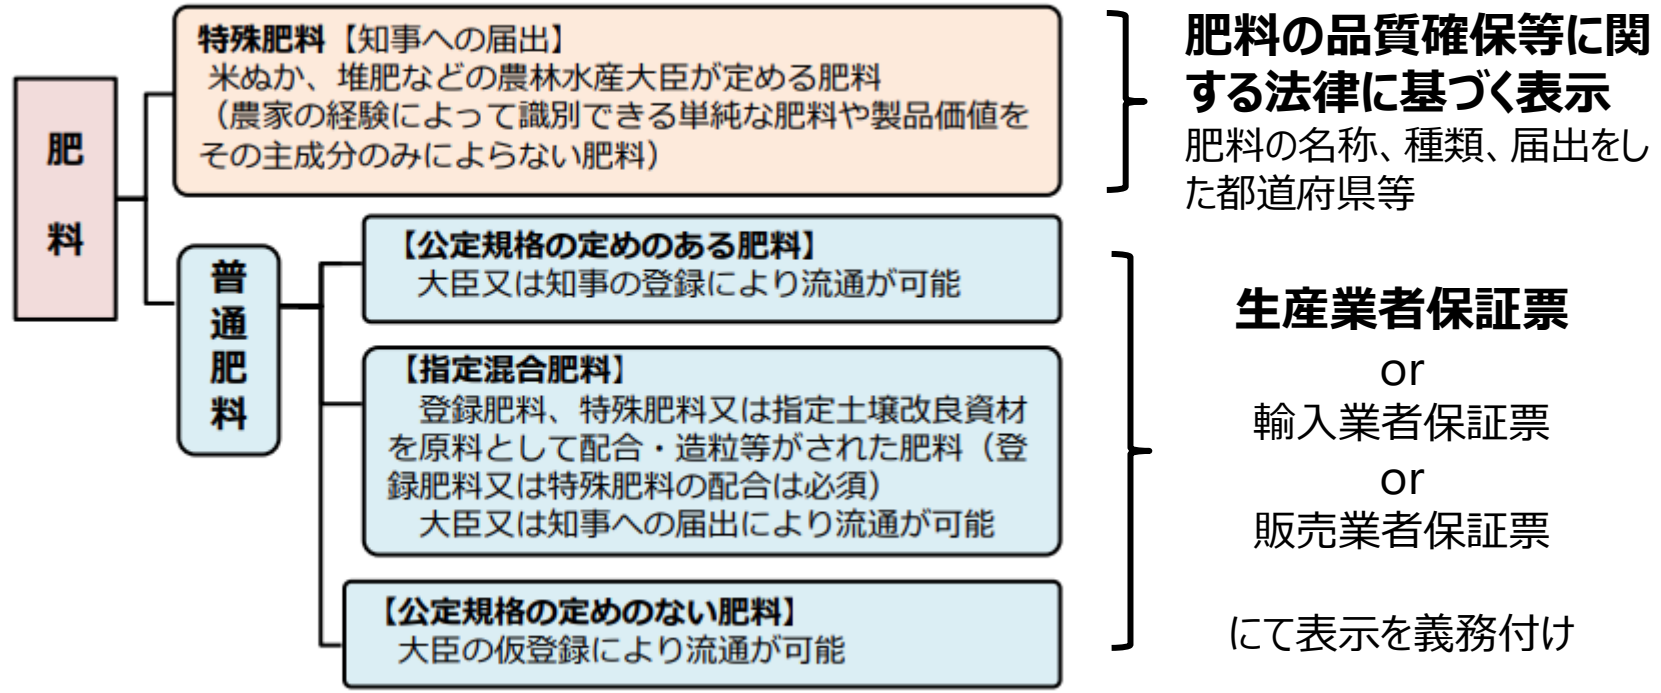 肥料
特殊肥料【知事への届出】
米ぬか、堆肥などの農林水産大臣が定める肥料
（農家の経験によって識別できる単純な肥料や製品価値を
その主成分のみによらない肥料）
肥料の品質確保等に関
する法律に基づく表示
肥料の名称、種類、届出をし
た都道府県等
普通肥料
【公定規格の定めのある肥料】
大臣又は知事の登録により流通が可能
【指定混合肥料】
登録肥料、特殊肥料又は指定土壌改良資材
を原料として配合・造粒等がされた肥料（登
録肥料又は特殊肥料の配合は必須）
大臣又は知事への届出により流通が可能
【公定規格の定めのない肥料】
大臣の仮登録により流通が可能
生産業者保証票
or
輸入業者保証票
or
販売業者保証票
にて表示を義務付け